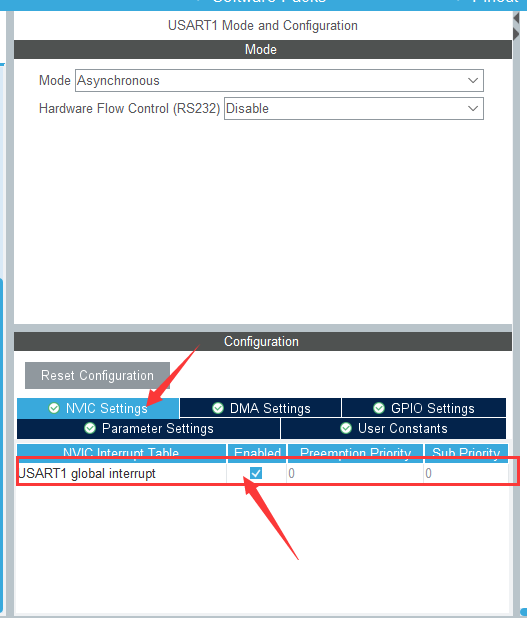 Software Packs Pinout
USART1 Mode and Configuration
Mode
Mode Asynchronous
Hardware Flow Control (RS232) Disable
Configuration
Reset Configuration
NVIC Settings DMA Settings GPIO Settings
Parameter Settings User Constants
NVIC Interrupt Table Enabled Preemption Priority Sub Priority
USART1 global interrupt 0 0